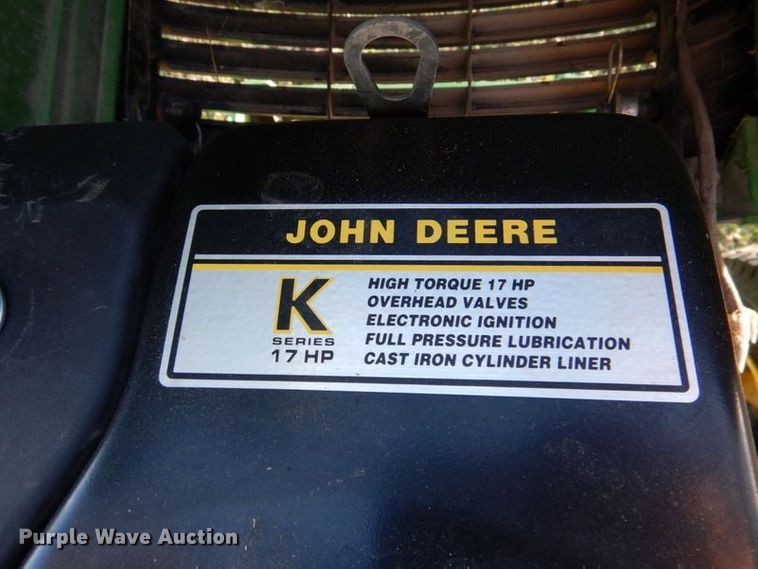 JOHN DEERE
K
SERIES
17 HP
HIGH TORQUE 17 HP
OVERHEAD VALVES
ELECTRONIC IGNITION
FULL PRESSURE LUBRICATION
CAST IRON CYLINDER LINER
Purple Wave Auction